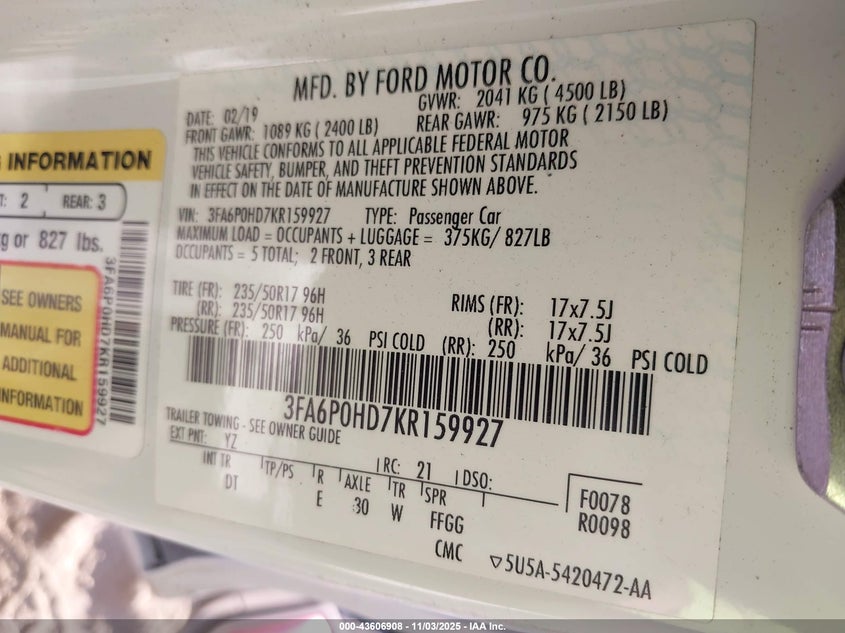 MFD. BY FORD MOTOR CO.
DATE: 02/19 GVWR: 2041 KG ( 4500 LB)
FRONT GAWR: 1089 KG ( 2400 LB) REAR GAWR: 975 KG ( 2150 LB)
THIS VEHICLE CONFORMS TO ALL APPLICABLE FEDERAL MOTOR
VEHICLE SAFETY, BUMPER, AND THEFT PREVENTION STANDARDS
IN EFFECT ON THE DATE OF MANUFACTURE SHOWN ABOVE.
VIN: 3FA6P0HD7KR159927 TYPE: Passenger Car
MAXIMUM LOAD = OCCUPANTS + LUGGAGE = 375KG/ 827LB
OCCUPANTS = 5 TOTAL; 2 FRONT, 3 REAR
TIRE (FR): 235/50R17 96H RIMS (FR): 17x7.5J
(RR): 235/50R17 96H (RR): 17x7.5J
PRESSURE (FR): 250 kPa/ 36 PSI COLD (RR): 250 kPa/ 36 PSI COLD
3FA6P0HD7KR159927
TRAILER TOWING - SEE OWNER GUIDE
EXT PNT: YZ RC: 21 DSO:
INT TR TP/PS R AXLE TR SPR
DT E 30 W FFGG
CMC
F0078
R0098
5U5A-5420472-AA
INFORMATION
2 REAR: 3
or 827 lbs.
SEE OWNERS
MANUAL FOR
ADDITIONAL
INFORMATION
3FA6P0HD7KR159927
000-43606908 - 11/03/2025 - IAA Inc.